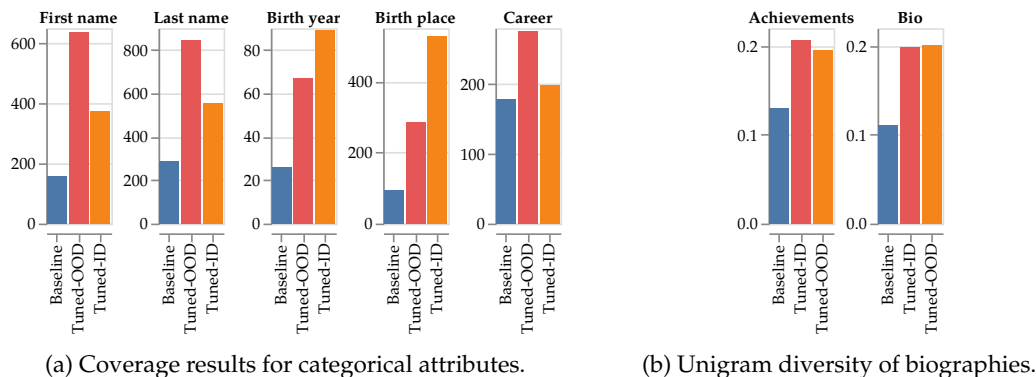 First name
Last name
Birth year
Birth place
Career
600
400
200
0
Baseline
Tuned-OOD
Tuned-ID
800
600
400
200
0
Baseline
Tuned-OOD
Tuned-ID
80
60
40
20
0
Baseline
Tuned-OOD
Tuned-ID
400
200
0
Baseline
Tuned-OOD
Tuned-ID
200
100
0
Baseline
Tuned-OOD
Tuned-ID
(a) Coverage results for categorical attributes.
Achievements
Bio
0.2
0.1
0.0
Baseline
Tuned-ID
Tuned-OOD
0.2
0.1
0.0
Baseline
Tuned-ID
Tuned-OOD
(b) Unigram diversity of biographies.